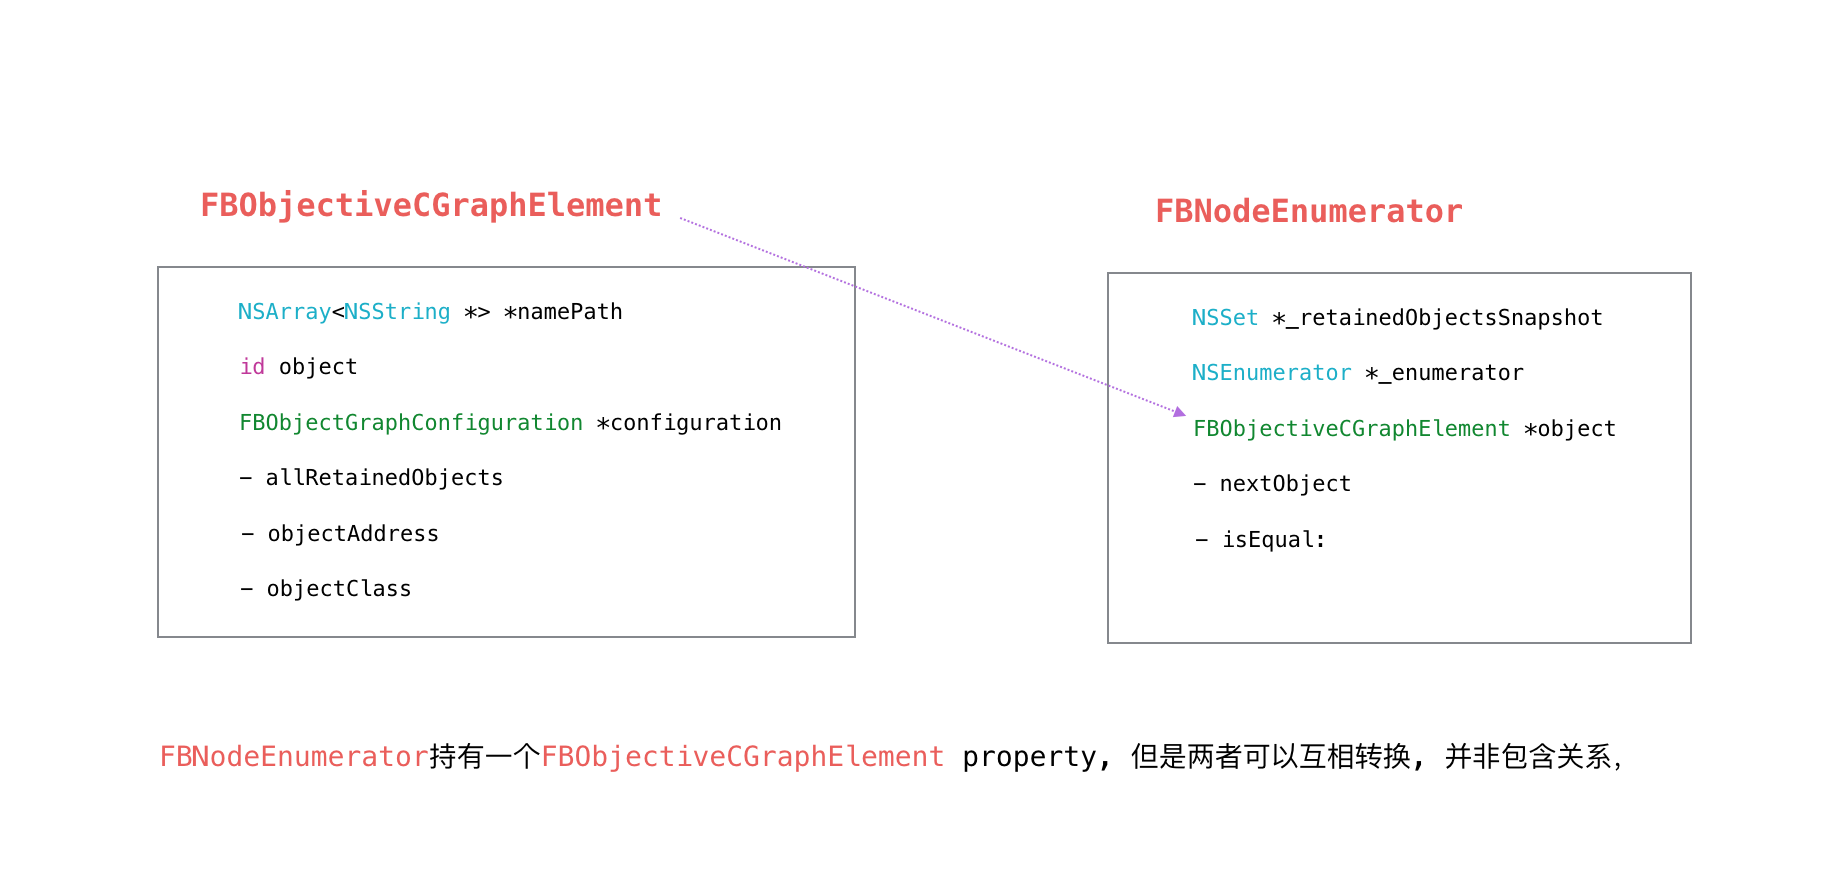 FBObjectiveCGraphElement
NSArray<NSString *> *namePath
id object
FBObjectGraphConfiguration *configuration
- allRetainedObjects
- objectAddress
- objectClass
FBNodeEnumerator
NSSet *_retainedObjectsSnapshot
NSEnumerator *_enumerator
FBObjectiveCGraphElement *object
- nextObject
- isEqual:
FBNodeEnumerator持有一个FBObjectiveCGraphElement property, 但是两者可以互相转换, 并非包含关系,